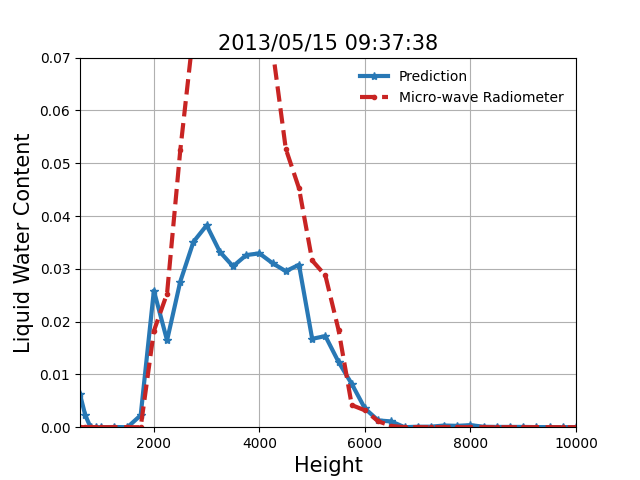 2013/05/15 09:37:38
Prediction
Micro-wave Radiometer
Liquid Water Content
0.07
0.06
0.05
0.04
0.03
0.02
0.01
0.00
2000 4000 6000 8000 10000
Height